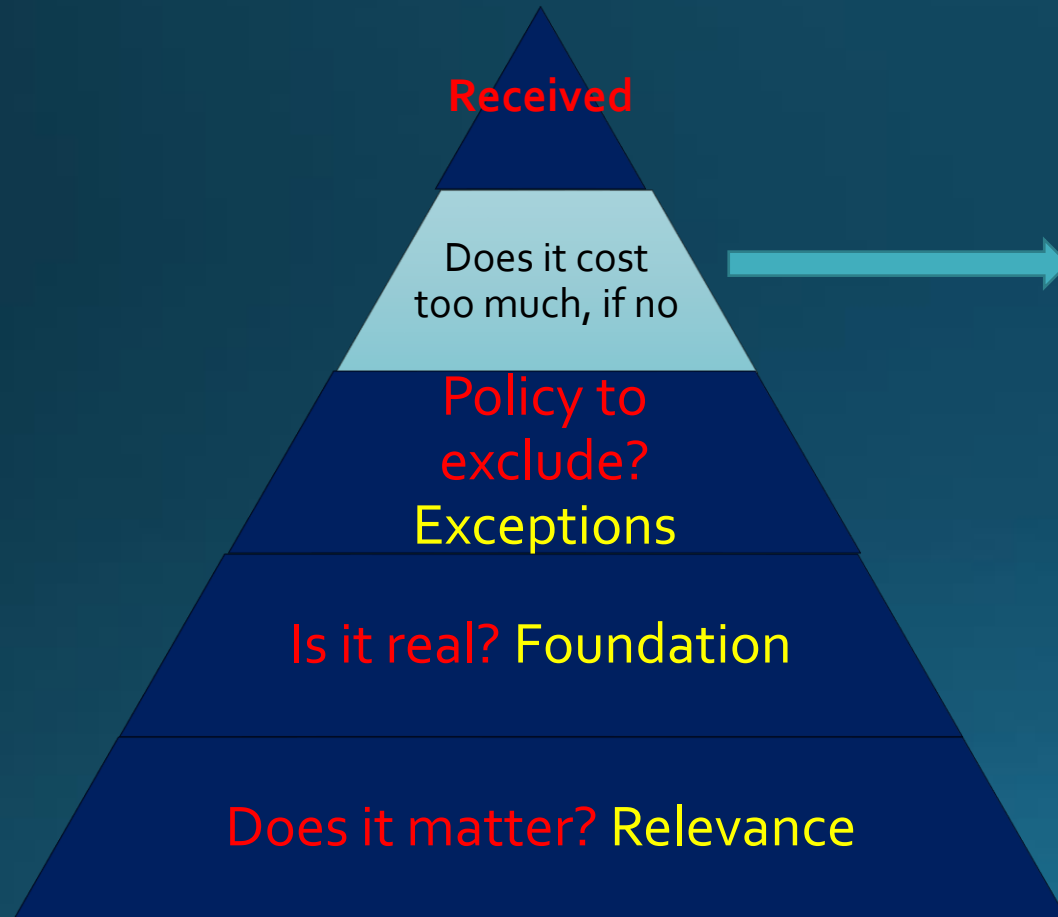 Received
Does it cost
too much, if no
Policy to
exclude?
Exceptions
Is it real? Foundation
Does it matter? Relevance